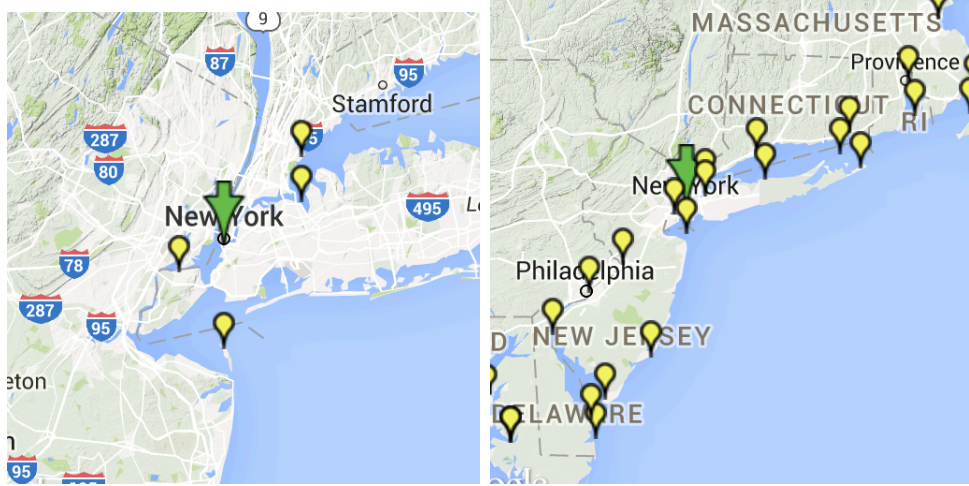 9
87
95
Stamford
287
80
New York
495
78
287
95
eton
n
95
MASSACHUSETTS
Providence
CONNECTICUT
RI
New York
Philadelphia
D
NEW JERSEY
DELAWARE